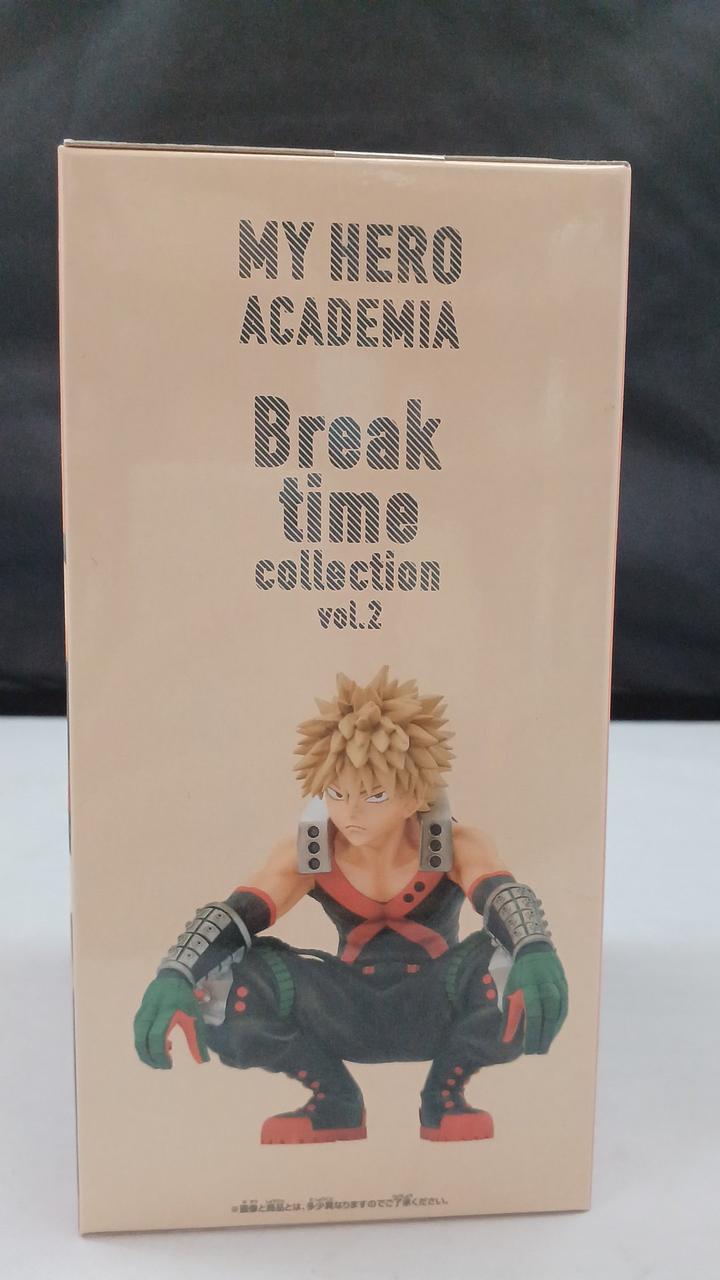 MY HERO
ACADEMIA
Break
time
collection
vol.2
※画像と商品とは、多少異なりますのでご了承ください。